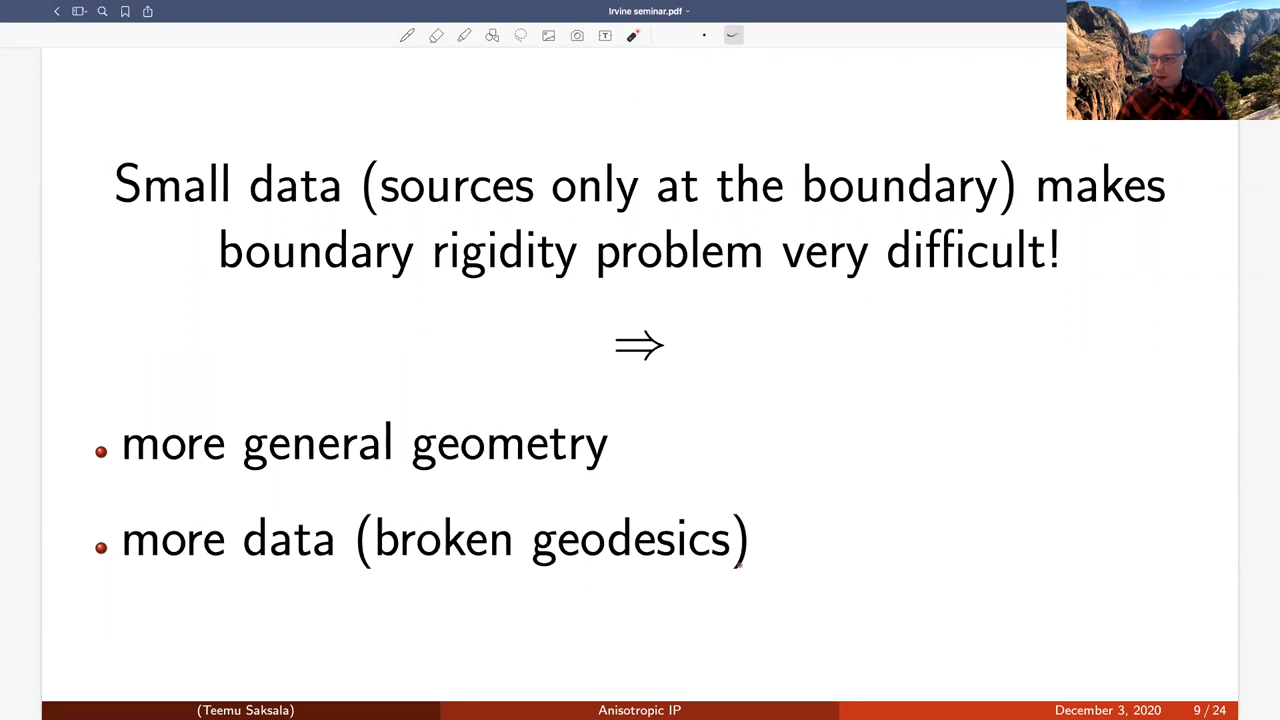 Irvine seminar.pdf
Small data (sources only at the boundary) makes
boundary rigidity problem very difficult!
⇒
more general geometry
more data (broken geodesics)
(Teemu Saksala)
Anisotropic IP
December 3, 2020
9 / 24